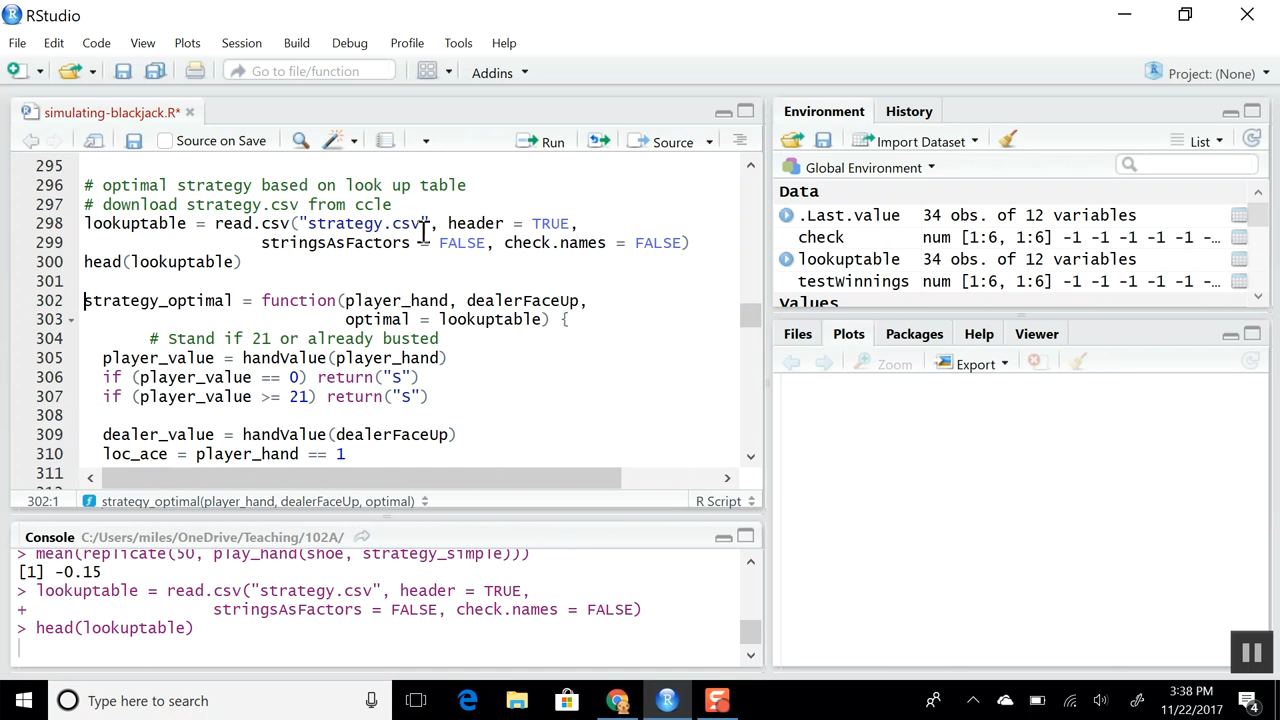 RStudio
File Edit Code View Plots Session Build Debug Profile Tools Help
Go to file/function Addins Project: (None)
simulating-blackjack.R*
Source on Save Run Source
295
296 # optimal strategy based on look up table
297 # download strategy.csv from ccle
298 lookuptable = read.csv("strategy.csv", header = TRUE,
299 stringsAsFactors = FALSE, check.names = FALSE)
300 head(lookuptable)
301
302 strategy_optimal = function(player_hand, dealerFaceUp,
303 optimal = lookuptable) {
304 # Stand if 21 or already busted
305 player_value = handValue(player_hand)
306 if (player_value == 0) return("S")
307 if (player_value >= 21) return("S")
308
309 dealer_value = handValue(dealerFaceUp)
310 loc_ace = player_hand == 1
311
302:1 strategy_optimal(player_hand, dealerFaceUp, optimal) R Script
Console C:/Users/miles/OneDrive/Teaching/102A/
> mean(replicate(50, play_hand(shoe, strategy_simple)))
[1] -0.15
> lookuptable = read.csv("strategy.csv", header = TRUE,
+ stringsAsFactors = FALSE, check.names = FALSE)
> head(lookuptable)
Environment History
Import Dataset List
Global Environment
Data
.Last.value 34 obs. of 12 variables
check num [1:6, 1:6] -1 -1 -1 -…
lookuptable 34 obs. of 12 variables
testWinnings num [1:6, 1:6] -1 -1 -1 -…
Values
Files Plots Packages Help Viewer
Zoom Export
Type here to search
3:38 PM
11/22/2017
4